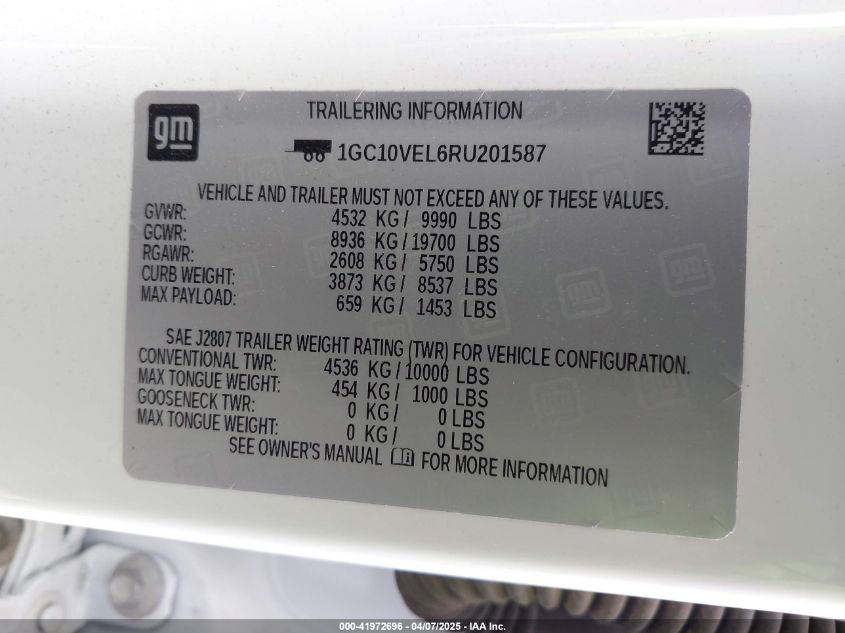 gm
TRAILERING INFORMATION
1GC10VEL6RU201587
VEHICLE AND TRAILER MUST NOT EXCEED ANY OF THESE VALUES.
GVWR: 4532 KG / 9990 LBS
GCWR: 8936 KG / 19700 LBS
RGAWR: 2608 KG / 5750 LBS
CURB WEIGHT: 3873 KG / 8537 LBS
MAX PAYLOAD: 659 KG / 1453 LBS
SAE J2807 TRAILER WEIGHT RATING (TWR) FOR VEHICLE CONFIGURATION.
CONVENTIONAL TWR: 4536 KG / 10000 LBS
MAX TONGUE WEIGHT: 454 KG / 1000 LBS
GOOSENECK TWR: 0 KG / 0 LBS
MAX TONGUE WEIGHT: 0 KG / 0 LBS
SEE OWNER'S MANUAL FOR MORE INFORMATION
000-41972696 - 04/07/2025 - IAA Inc.